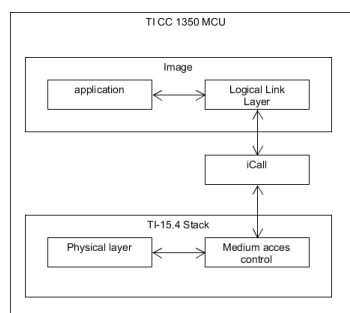 TI CC 1350 MCU
Image
application
Logical Link
Layer
iCall
TI-15.4 Stack
Physical layer
Medium acces
control